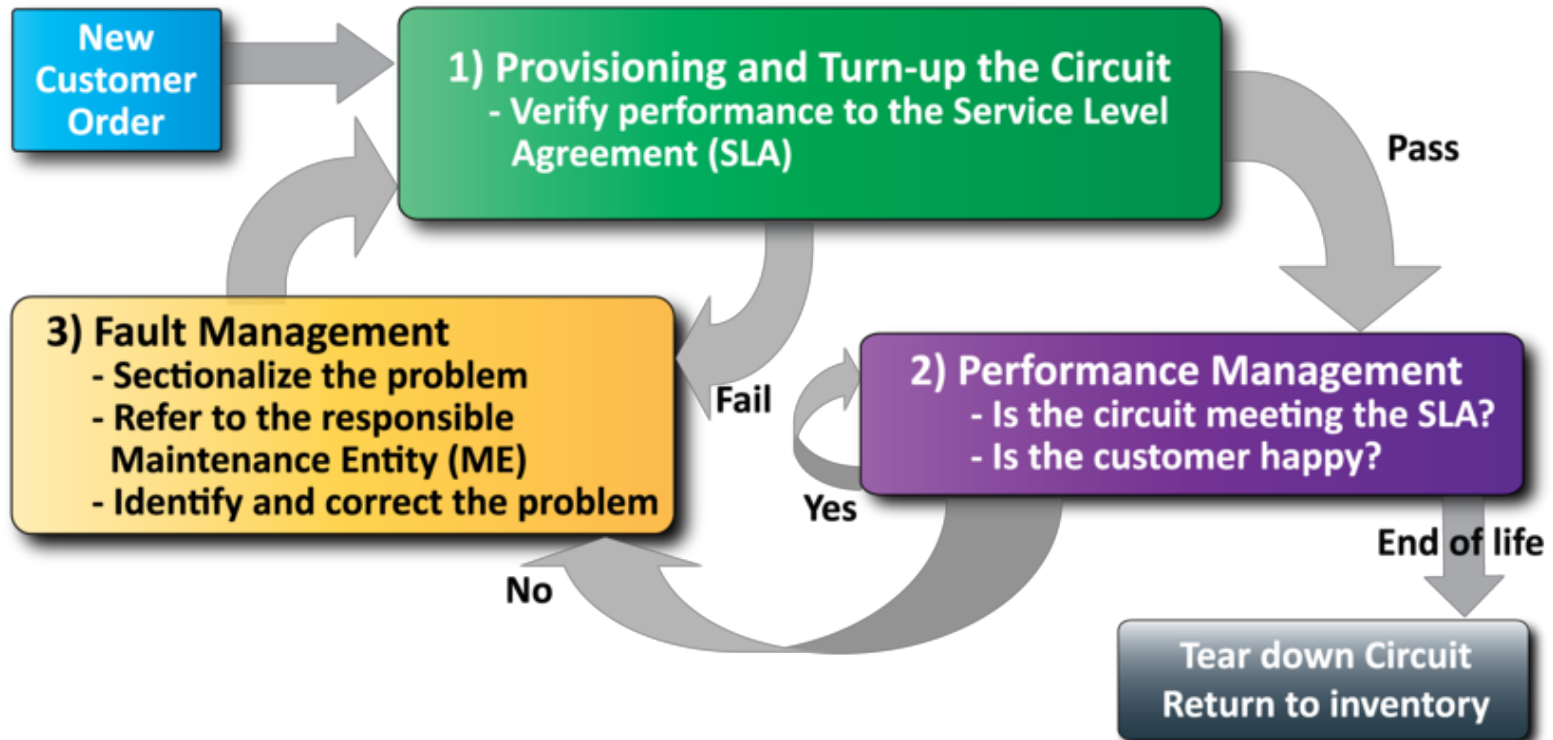 New
Customer
Order
1) Provisioning and Turn-up the Circuit
- Verify performance to the Service Level
Agreement (SLA)
Pass
3) Fault Management
- Sectionalize the problem
- Refer to the responsible
Maintenance Entity (ME)
- Identify and correct the problem
Fail
2) Performance Management
- Is the circuit meeting the SLA?
- Is the customer happy?
Yes
No
End of life
Tear down Circuit
Return to inventory